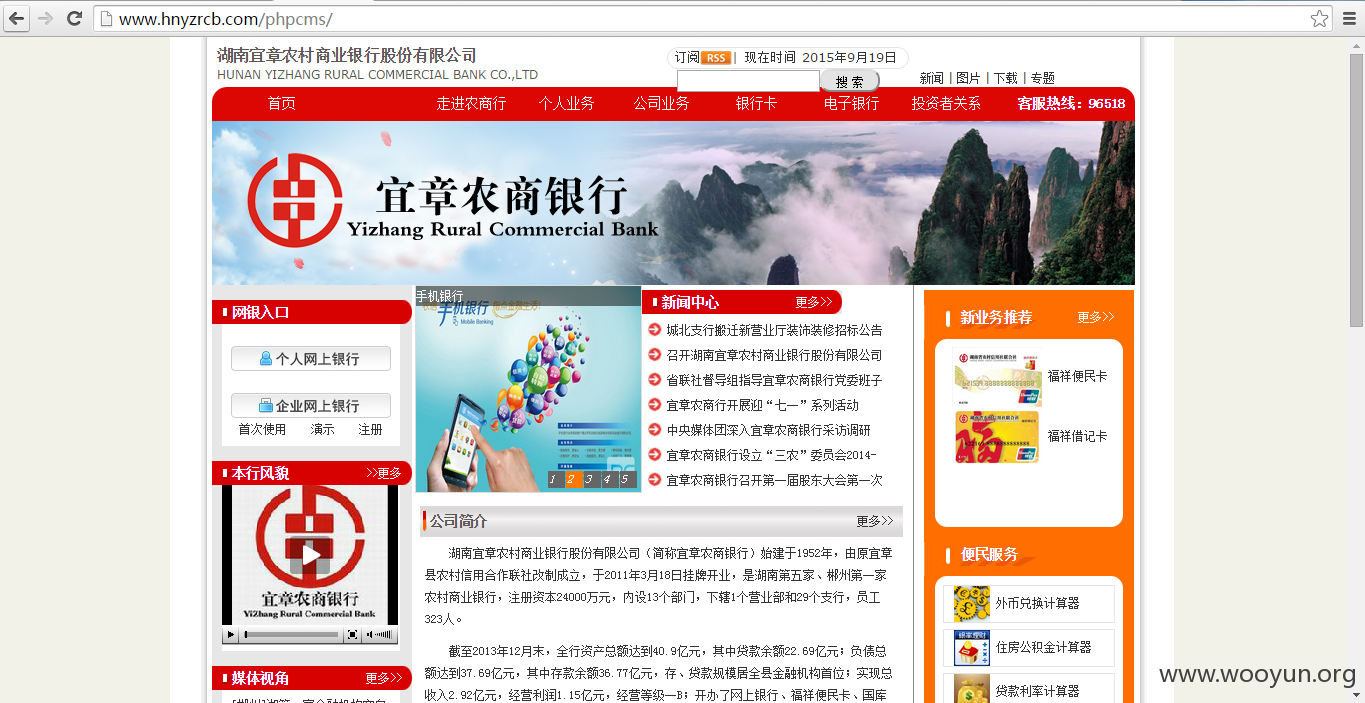 www.hnyzrcb.com/phpcms/
湖南宜章农村商业银行股份有限公司
HUNAN YIZHANG RURAL COMMERCIAL BANK CO.,LTD
订阅 RSS | 现在时间 2015年9月19日
搜 索
新闻 | 图片 | 下载 | 专题
首页 走进农商行 个人业务 公司业务 银行卡 电子银行 投资者关系 客服热线：96518
宜章农商银行
Yizhang Rural Commercial Bank
网银入口
个人网上银行
企业网上银行
首次使用 演示 注册
本行风貌 >>更多
宜章农商银行
YiZhang Rural Commercial Bank
媒体视角 更多>>
手机银行
手机银行
Mobile Banking
1 2 3 4 5
新闻中心 更多>>
城北支行搬迁新营业厅装饰装修招标公告
召开湖南宜章农村商业银行股份有限公司
省联社督导组指导宜章农商银行党委班子
宜章农商行开展迎“七一”系列活动
中央媒体团深入宜章农商银行采访调研
宜章农商银行设立“三农”委员会2014-
宜章农商银行召开第一届股东大会第一次
公司简介 更多>>
湖南宜章农村商业银行股份有限公司（简称宜章农商银行）始建于1952年，由原宜章
县农村信用合作联社改制成立，于2011年3月18日挂牌开业，是湖南第五家、郴州第一家
农村商业银行，注册资本24000万元，内设13个部门，下辖1个营业部和29个支行，员工
323人。
截至2013年12月末，全行资产总额达到40.9亿元，其中贷款余额22.69亿元；负债总
额达到37.69亿元，其中存款余额36.77亿元，存、贷款规模居全县金融机构首位；实现总
收入2.92亿元，经营利润1.15亿元，经营等级一B；开办了网上银行、福祥便民卡、国库
新业务推荐 更多>>
福祥便民卡
福祥借记卡
便民服务
外币兑换计算器
住房公积金计算器
贷款利率计算器
www.wooyun.org